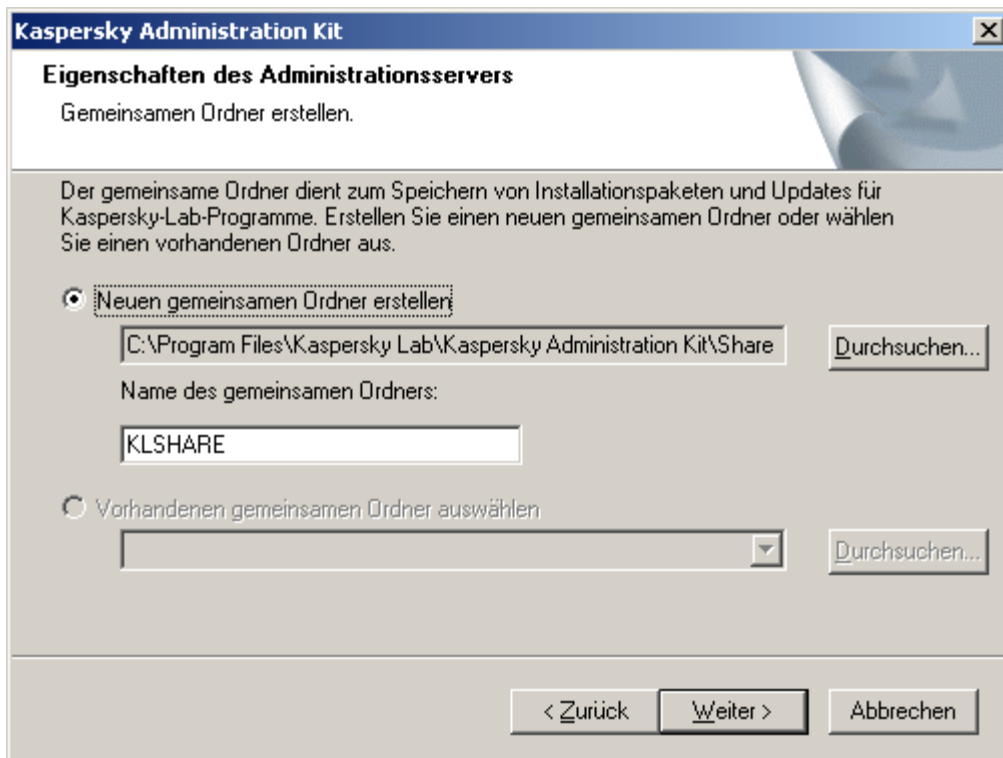 Kaspersky Administration Kit
Eigenschaften des Administrationsservers
Gemeinsamen Ordner erstellen.
Der gemeinsame Ordner dient zum Speichern von Installationspaketen und Updates für
Kaspersky-Lab-Programme. Erstellen Sie einen neuen gemeinsamen Ordner oder wählen
Sie einen vorhandenen Ordner aus.
Neuen gemeinsamen Ordner erstellen
C:\Program Files\Kaspersky Lab\Kaspersky Administration Kit\Share
Durchsuchen...
Name des gemeinsamen Ordners:
KLSHARE
Vorhandenen gemeinsamen Ordner auswählen
Durchsuchen...
< Zurück
Weiter >
Abbrechen